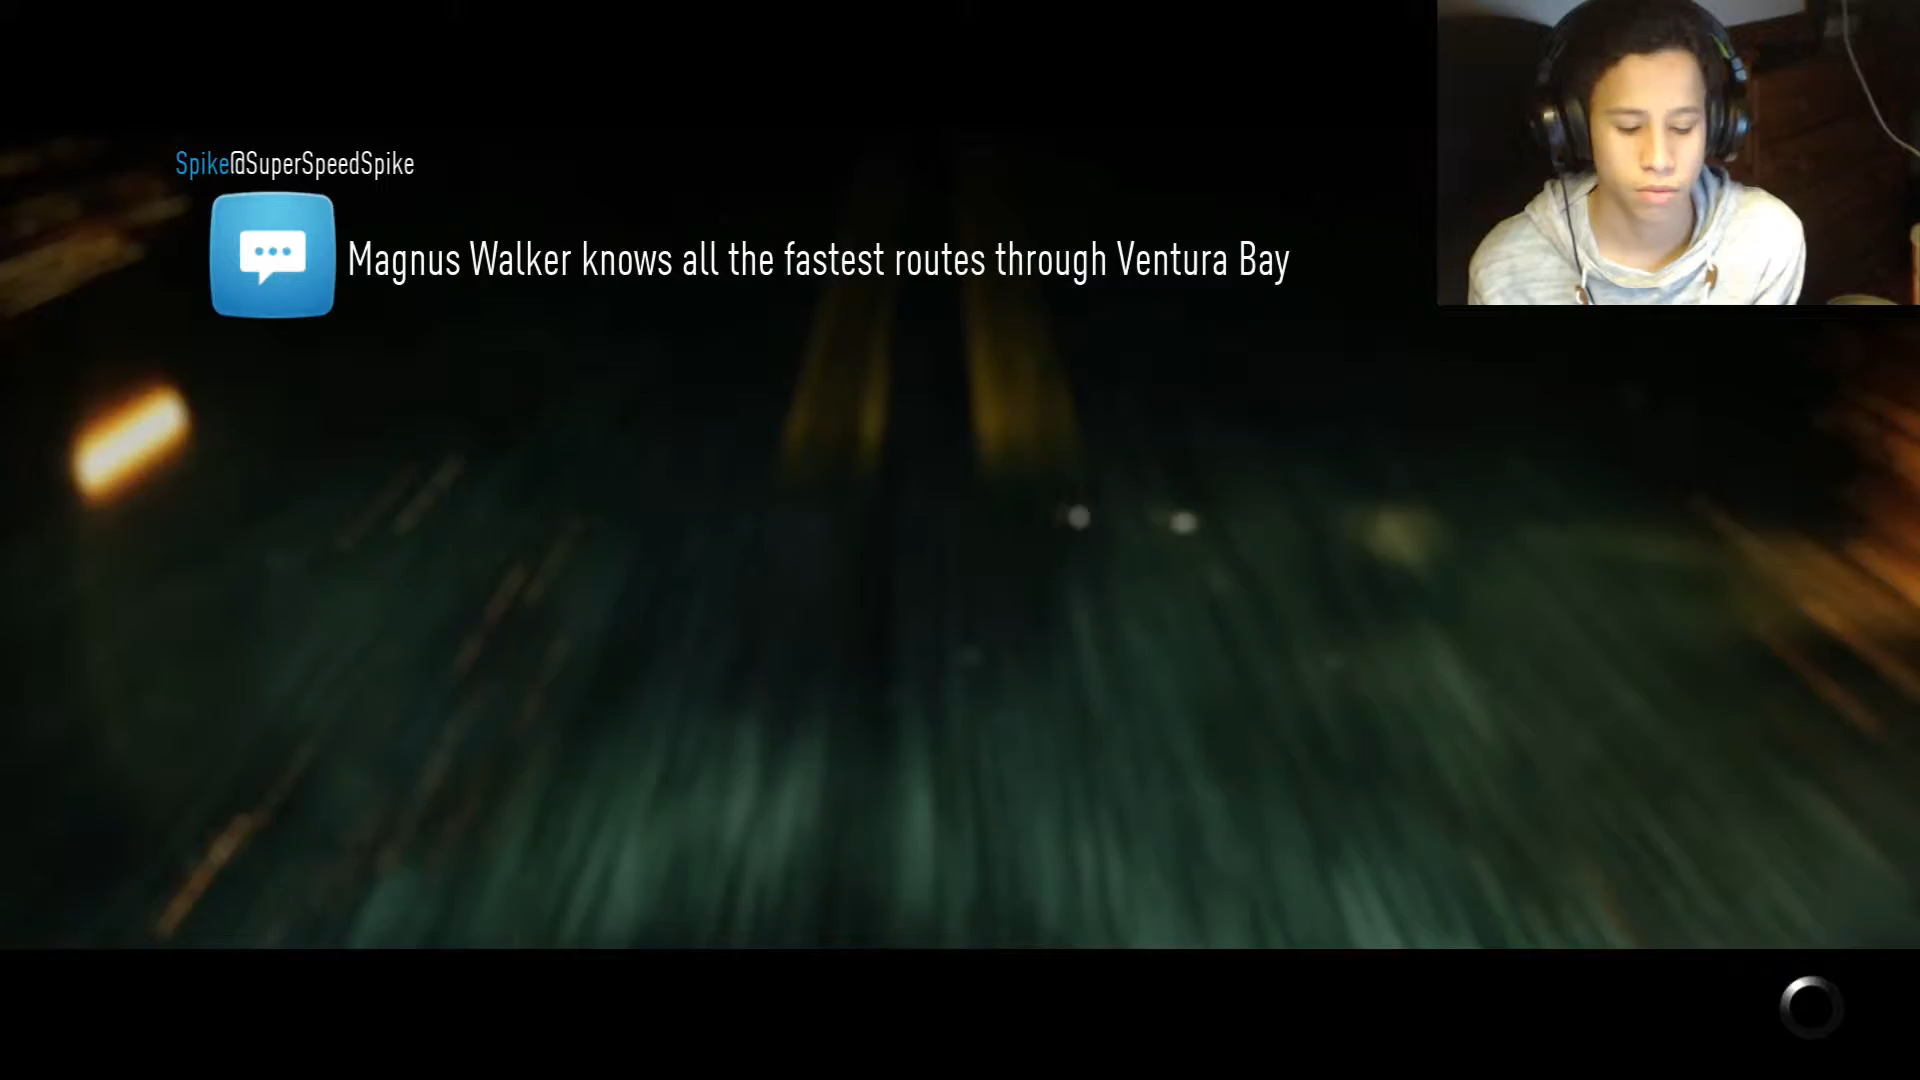 Spike@SuperSpeedSpike
Magnus Walker knows all the fastest routes through Ventura Bay